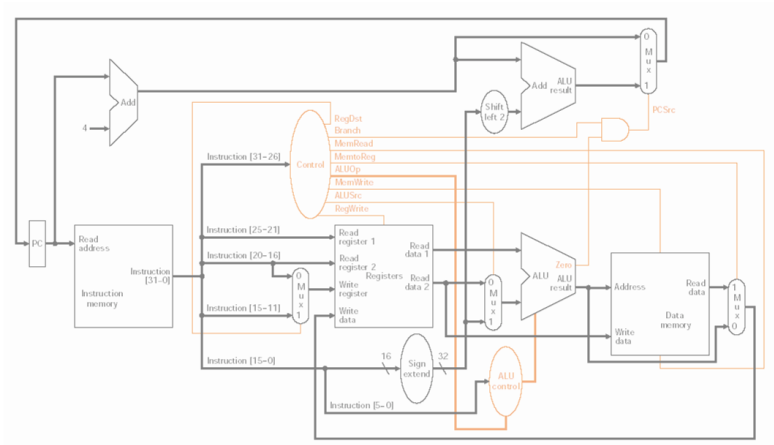 0
M
u
x
1
Add
4
Add
ALU
result
Shift
left 2
PCSrc
RegDst
Branch
MemRead
MemtoReg
ALUOp
MemWrite
ALUSrc
RegWrite
Control
Instruction [31–26]
Instruction [25–21]
Instruction [20–16]
Instruction [15–11]
Instruction [15–0]
Instruction [5–0]
PC
Read
address
Instruction
[31–0]
Instruction
memory
0
M
u
x
1
Read
register 1
Read
register 2
Write
register
Write
data
Registers
Read
data 1
Read
data 2
0
M
u
x
1
Zero
ALU
ALU
result
Address
Write
data
Read
data
Data
memory
1
M
u
x
0
16
Sign
extend
32
ALU
control